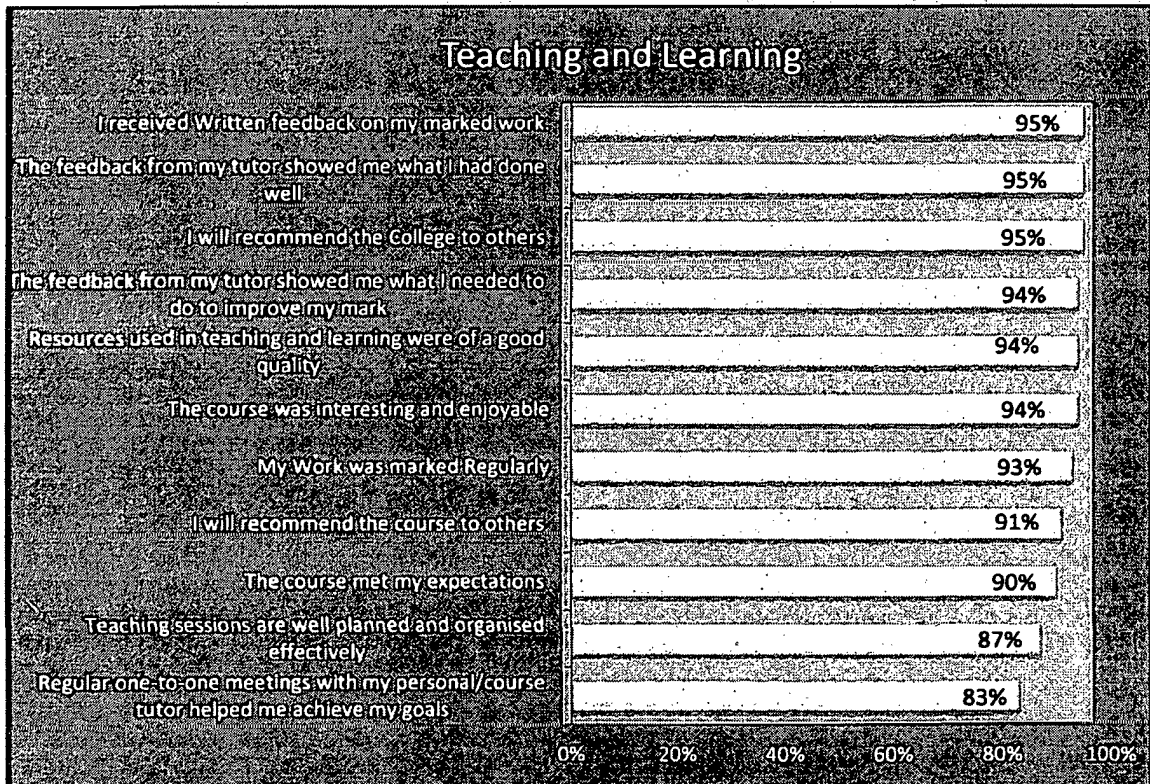 Teaching and Learning
I received Written feedback on my marked work
95%
The feedback from my tutor showed me what I had done
well
95%
I will recommend the College to others
95%
The feedback from my tutor showed me what I needed to
do to improve my mark
94%
Resources used in teaching and learning were of a good
quality
94%
The course was interesting and enjoyable
94%
My Work was marked Regularly
93%
I will recommend the course to others
91%
The course met my expectations
90%
Teaching sessions are well planned and organised
effectively
87%
Regular one-to-one meetings with my personal/course
tutor helped me achieve my goals
83%
0% 20% 40% 60% 80% 100%